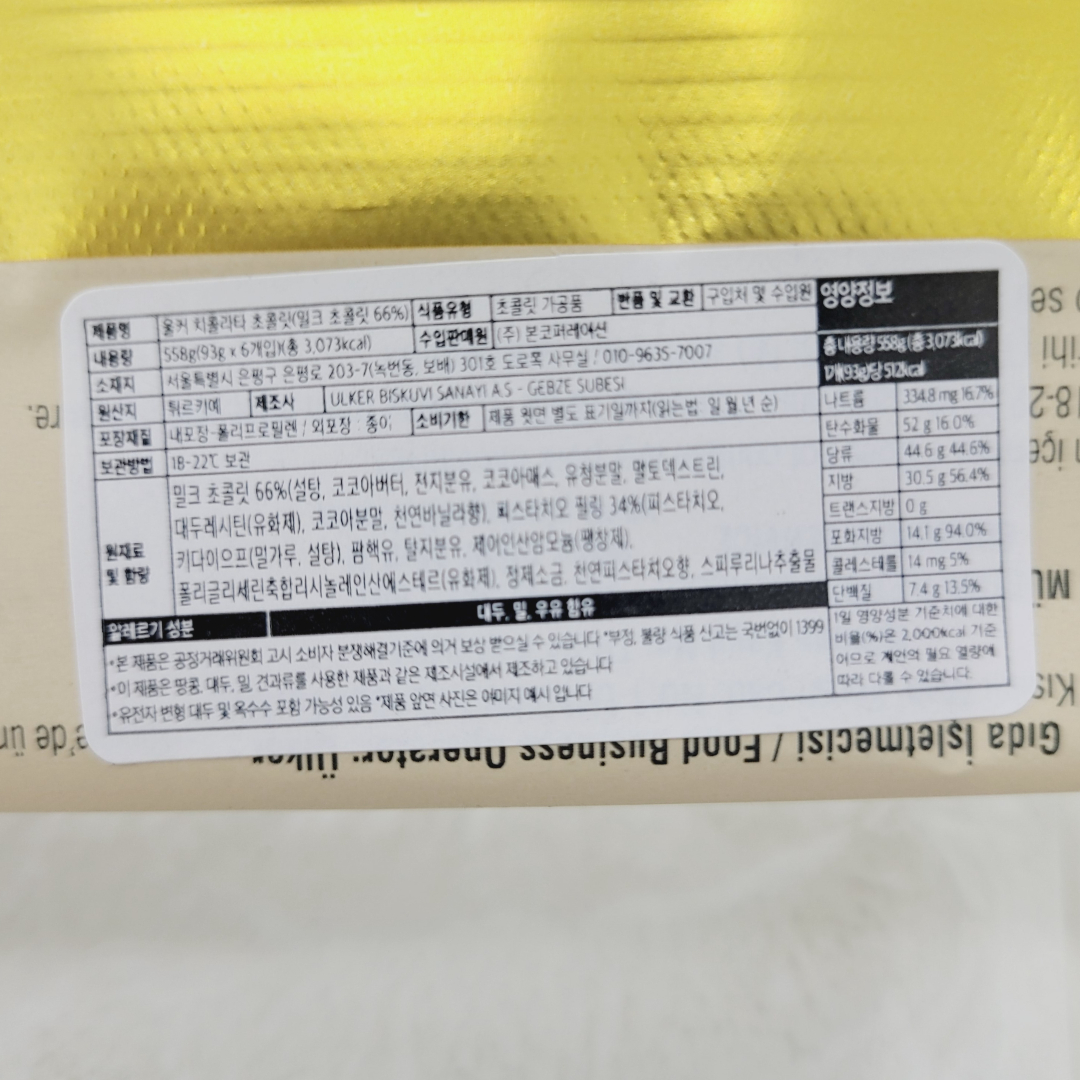 제품명 울커 치콜라타 초콜릿(밀크 초콜릿 66%) 식품유형 초콜릿 가공품 반품 및 교환 구입처 및 수입원
내용량 558g(93g x 6개입)(총 3,073kcal) 수입판매원 (주) 본코퍼레이션
소재지 서울특별시 은평구 은평로 203-7(녹번동, 보배) 301호 도로록 사무실 / 010-9635-7007
원산지 튀르키예 제조사 ULKER BISKUVI SANAYI A.S - GEBZE SUBESI
포장재질 내포장-폴리프로필렌 / 외포장 : 종이 소비기한 제품 윗면 별도 표기일까지(읽는법: 일 월 년 순)
보관방법 18-22℃ 보관
원재료 및 함량
밀크 초콜릿 66%(설탕, 코코아버터, 전지분유, 코코아매스, 유청분말, 말토덱스트린,
대두레시틴(유화제), 코코아분말, 천연바닐라향), 피스타치오 필링 34%(피스타치오,
카다이프(밀가루, 설탕), 팜핵유, 탈지분유, 제이인산암모늄(팽창제),
폴리글리세린축합리시놀레인산에스테르(유화제), 정제소금, 천연피스타치오향, 스피루리나추출물
알레르기 성분 대두, 밀, 우유 함유
*본 제품은 공정거래위원회 고시 소비자 분쟁해결기준에 의거 보상 받으실 수 있습니다 *부정, 불량 식품 신고는 국번없이 1399
*이 제품은 땅콩, 대두, 밀, 견과류를 사용한 제품과 같은 제조시설에서 제조하고 있습니다
*유전자 변형 대두 및 옥수수 포함 가능성 있음 *제품 앞면 사진은 이미지 예시 입니다
영양정보
총 내용량 558g (총 3,073kcal)
1개(93g)당 512kcal
나트륨 334.8 mg 16.7%
탄수화물 52 g 16.0%
당류 44.6 g 44.6%
지방 30.5 g 56.4%
트랜스지방 0 g
포화지방 14.1 g 94.0%
콜레스테롤 14 mg 5%
단백질 7.4 g 13.5%
1일 영양성분 기준치에 대한
비율(%)은 2,000kcal 기준
이므로 개인의 필요 열량에
따라 다를 수 있습니다
Gıda İşletmecisi / Food Business Operator: Ülker